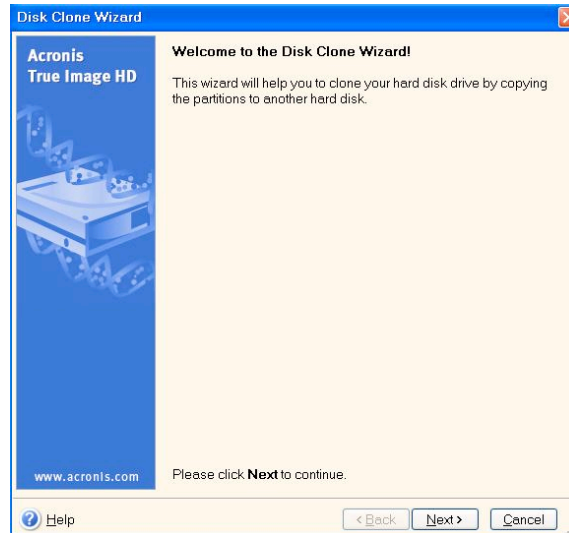 Disk Clone Wizard
Acronis
True Image HD
Welcome to the Disk Clone Wizard!
This wizard will help you to clone your hard disk drive by copying
the partitions to another hard disk.
www.acronis.com
Please click Next to continue.
Help
< Back
Next >
Cancel